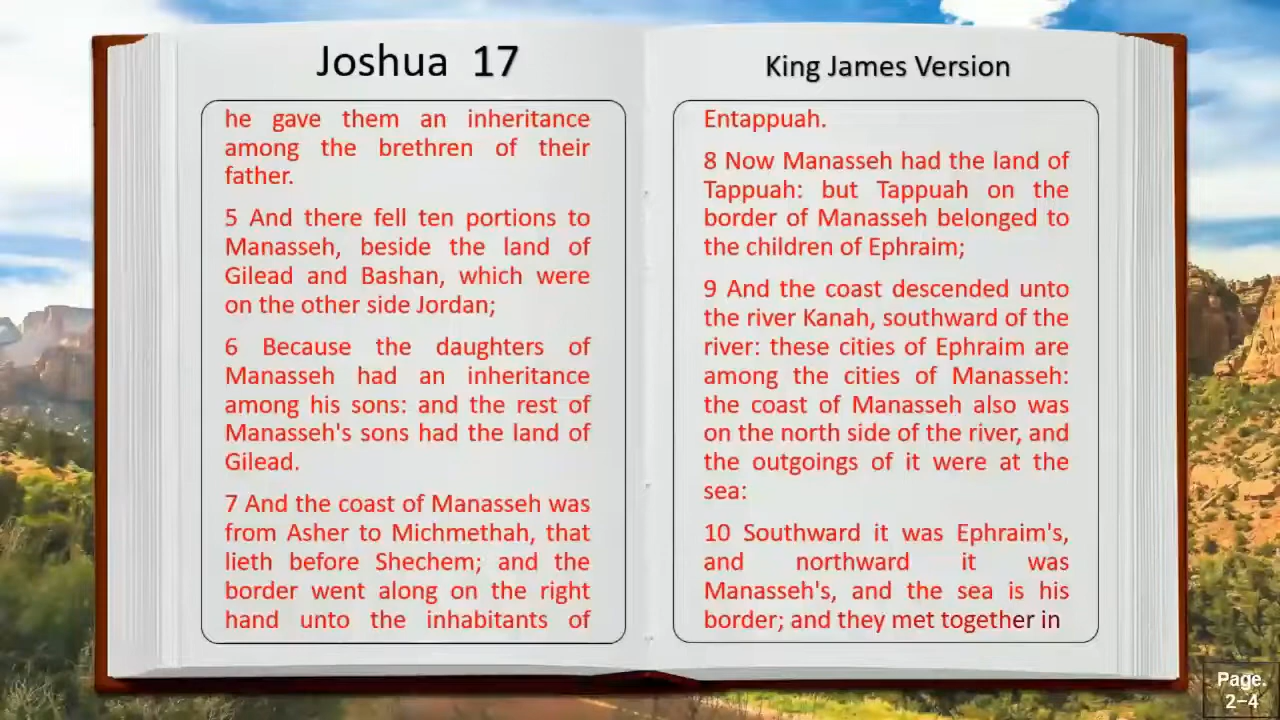 Joshua 17
he gave them an inheritance
among the brethren of their
father.
5 And there fell ten portions to
Manasseh, beside the land of
Gilead and Bashan, which were
on the other side Jordan;
6 Because the daughters of
Manasseh had an inheritance
among his sons: and the rest of
Manasseh's sons had the land of
Gilead.
7 And the coast of Manasseh was
from Asher to Michmethah, that
lieth before Shechem; and the
border went along on the right
hand unto the inhabitants of
King James Version
Entappuah.
8 Now Manasseh had the land of
Tappuah: but Tappuah on the
border of Manasseh belonged to
the children of Ephraim;
9 And the coast descended unto
the river Kanah, southward of the
river: these cities of Ephraim are
among the cities of Manasseh:
the coast of Manasseh also was
on the north side of the river, and
the outgoings of it were at the
sea:
10 Southward it was Ephraim's,
and northward it was
Manasseh's, and the sea is his
border; and they met together in
Page.
2-4